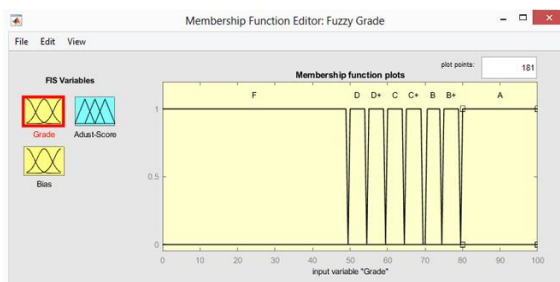 Membership Function Editor: Fuzzy Grade
File Edit View
FIS Variables
Grade
Adust-Score
Bias
plot points:
181
Membership function plots
F D D+ C C+ B B+ A
1
0.5
0
0 10 20 30 40 50 60 70 80 90 100
input variable "Grade"